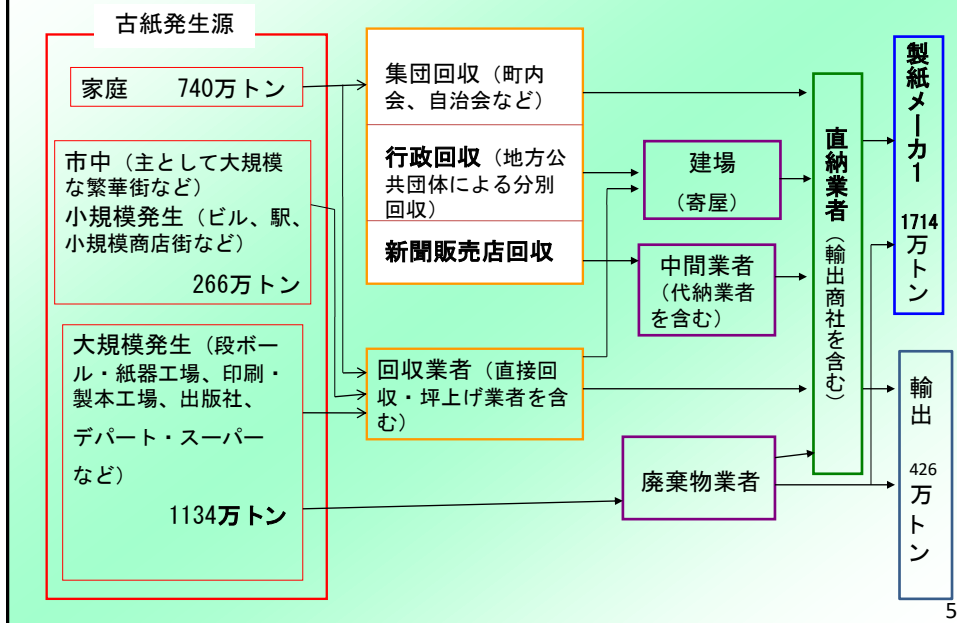 古紙発生源
家庭　740万トン
市中（主として大規模
な繁華街など）
小規模発生（ビル、駅、
小規模商店街など）
266万トン
大規模発生（段ボー
ル・紙器工場、印刷・
製本工場、出版社、
デパート・スーパー
など）
1134万トン
集団回収（町内
会、自治会など）
行政回収（地方公
共団体による分別
回収）
新聞販売店回収
回収業者（直接回
収・坪上げ業者を含
む）
建場
（寄屋）
中間業者
（代納業者
を含む）
廃棄物業者
直納業者（輸出商社を含む）
製紙メーカ1
1714
万トン
輸出
426
万トン
5